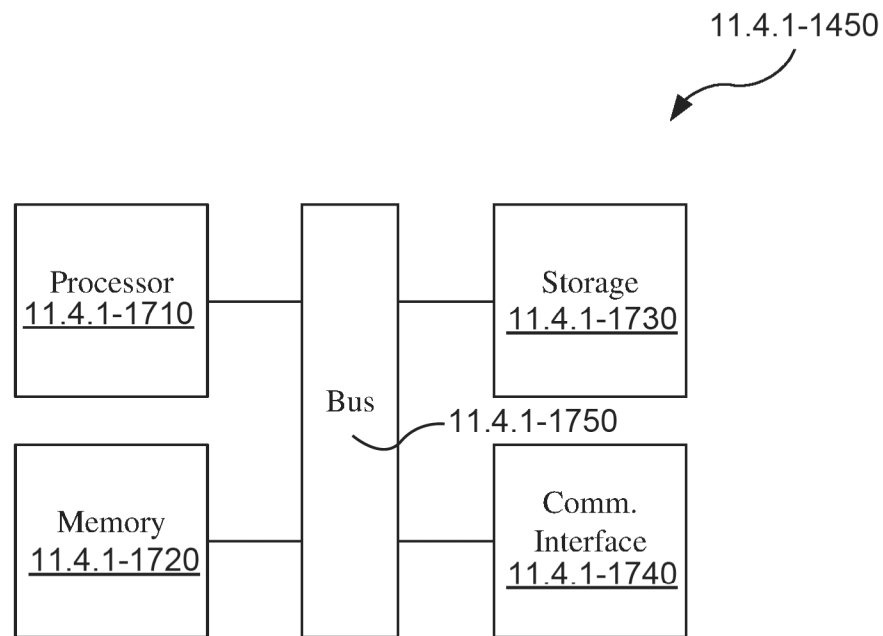 11.4.1-1450
Processor
11.4.1-1710
Storage
11.4.1-1730
Bus
11.4.1-1750
Memory
11.4.1-1720
Comm.
Interface
11.4.1-1740